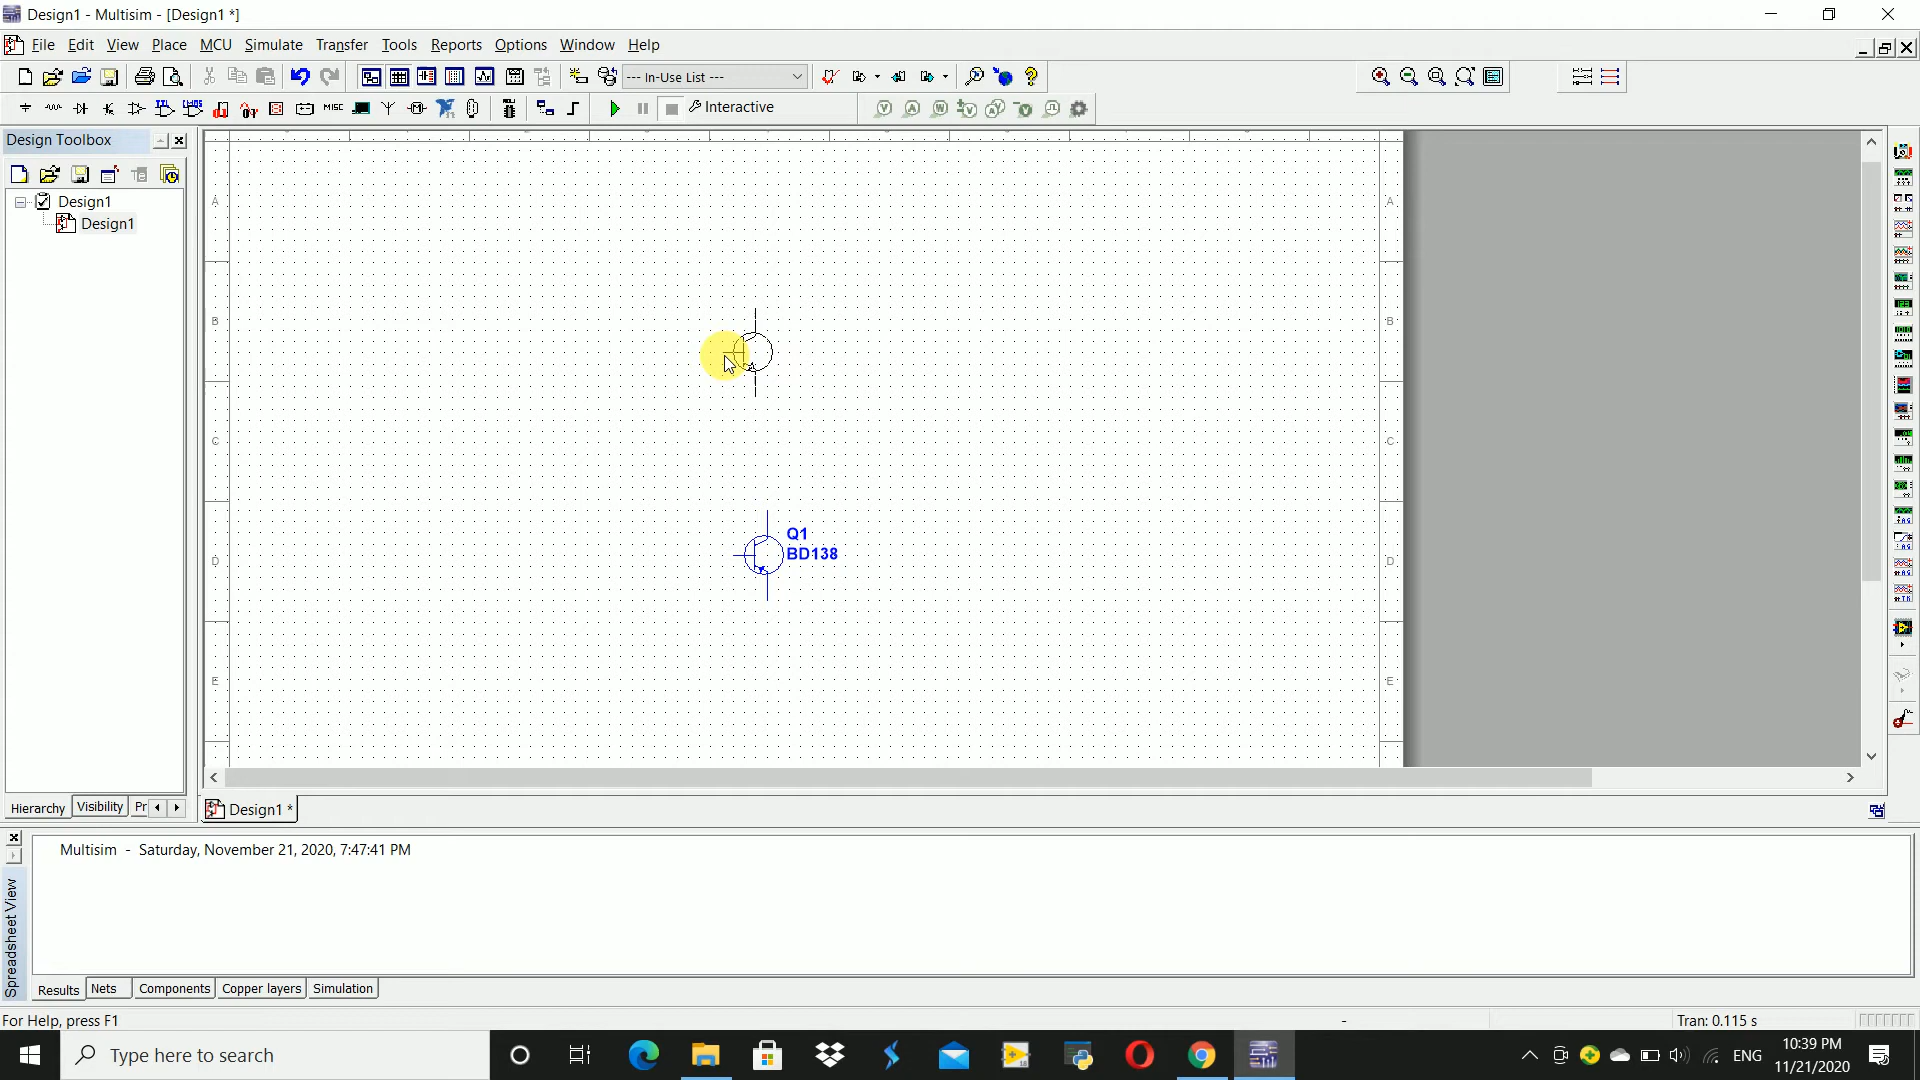 Design1 - Multisim - [Design1 *]
File Edit View Place MCU Simulate Transfer Tools Reports Options Window Help
--- In-Use List ---
MISC Interactive
Design Toolbox
Design1
Design1
A A
B B
C C
D D
E E
Q1
BD138
Hierarchy Visibility Pr
Design1 *
Multisim - Saturday, November 21, 2020, 7:47:41 PM
Spreadsheet View
Results Nets Components Copper layers Simulation
For Help, press F1 - Tran: 0.115 s
Type here to search
ENG
10:39 PM
11/21/2020